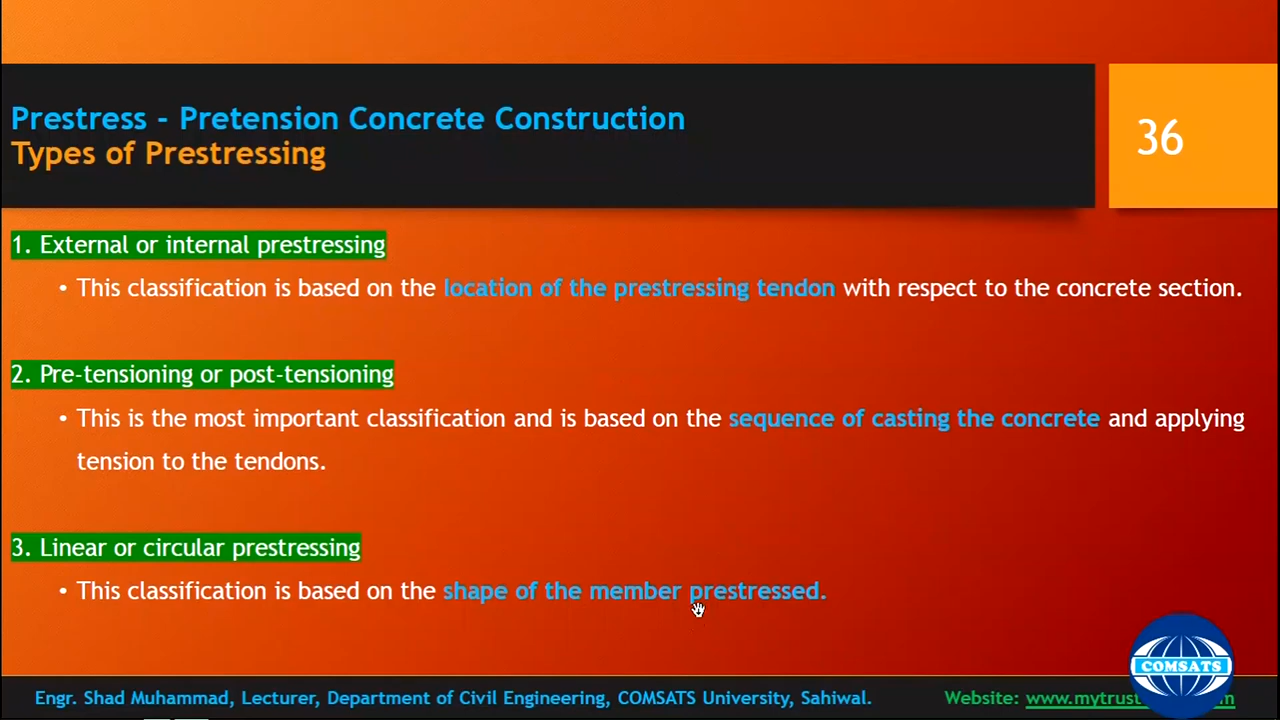 Prestress - Pretension Concrete Construction
Types of Prestressing
36
1. External or internal prestressing
• This classification is based on the location of the prestressing tendon with respect to the concrete section.
2. Pre-tensioning or post-tensioning
• This is the most important classification and is based on the sequence of casting the concrete and applying
tension to the tendons.
3. Linear or circular prestressing
• This classification is based on the shape of the member prestressed.
COMSATS
Engr. Shad Muhammad, Lecturer, Department of Civil Engineering, COMSATS University, Sahiwal.
Website: